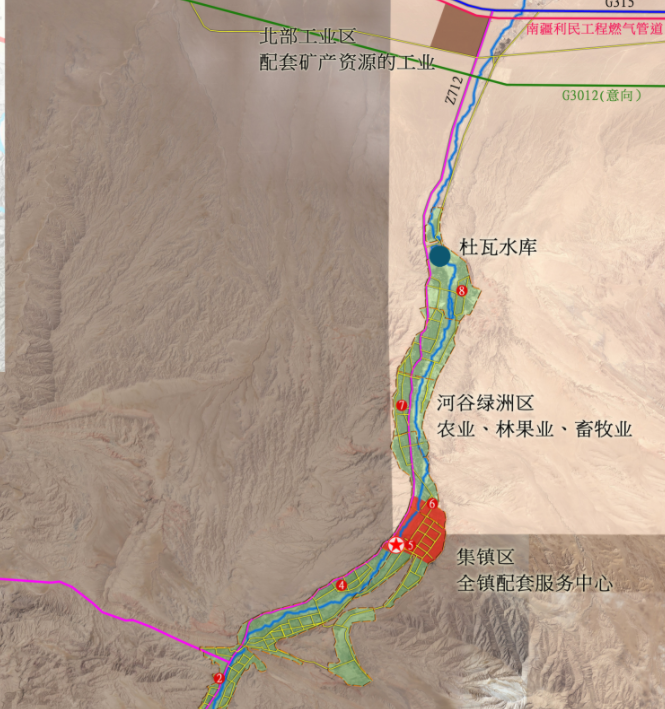 G315
北部工业区
南疆利民工程燃气管道
配套矿产资源的工业
Z712
G3012(意向)
杜瓦水库
8
河谷绿洲区
7
农业、林果业、畜牧业
6
5
集镇区
4
全镇配套服务中心
2